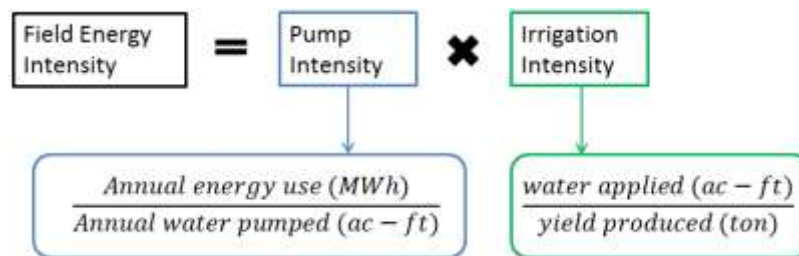 Field Energy
Intensity
=
Pump
Intensity
✖
Irrigation
Intensity
Annual energy use (MWh)
Annual water pumped (ac − ft)
water applied (ac − ft)
yield produced (ton)